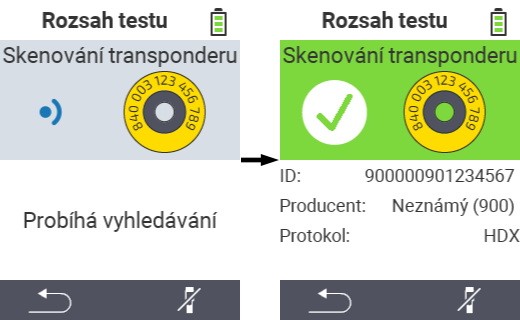 Rozsah testu
Skenování transponderu
840 003 123 456 789
Probíhá vyhledávání
Rozsah testu
Skenování transponderu
840 003 123 456 789
ID: 900000901234567
Producent: Neznámý (900)
Protokol: HDX